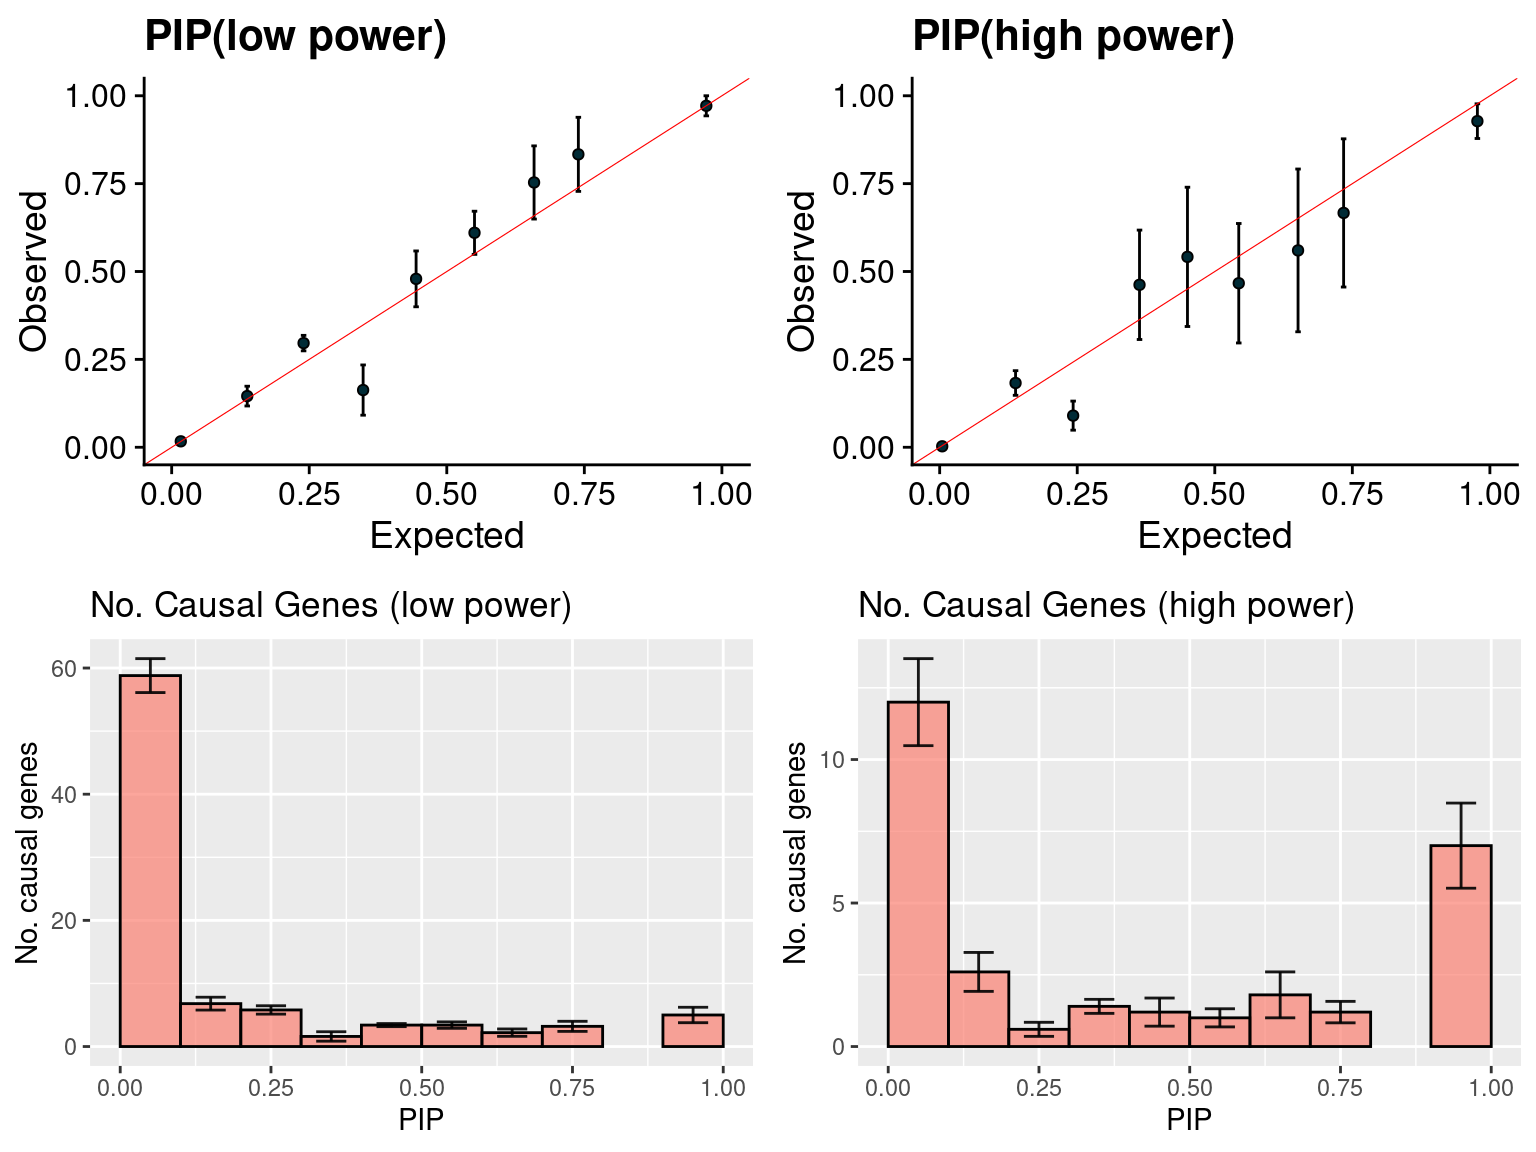 PIP(low power)
1.00
0.75
0.50
0.25
0.00
Observed
0.00 0.25 0.50 0.75 1.00
Expected
PIP(high power)
1.00
0.75
0.50
0.25
0.00
Observed
0.00 0.25 0.50 0.75 1.00
Expected
No. Causal Genes (low power)
60
40
20
0
No. causal genes
0.00 0.25 0.50 0.75 1.00
PIP
No. Causal Genes (high power)
10
5
0
No. causal genes
0.00 0.25 0.50 0.75 1.00
PIP